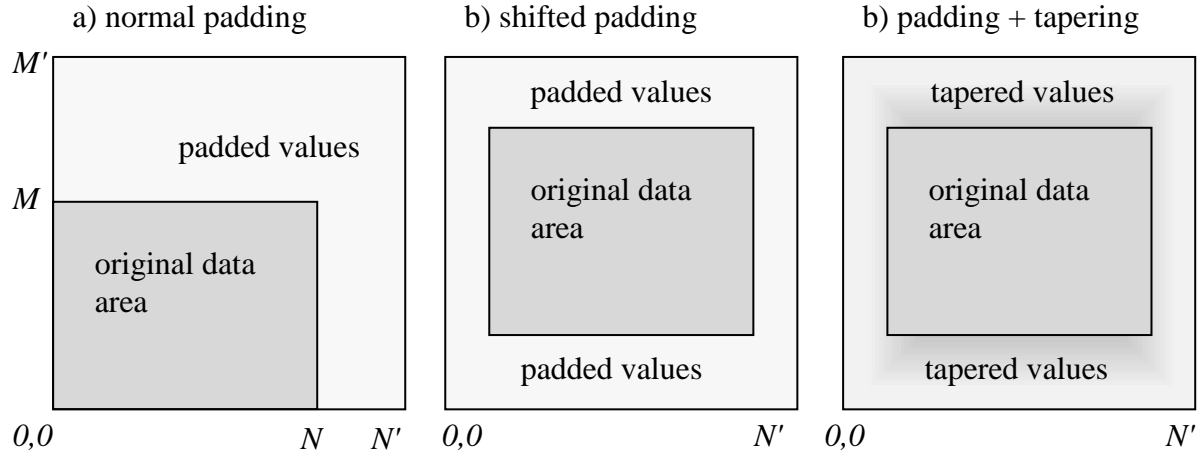 a) normal padding
b) shifted padding
b) padding + tapering
M'
padded values
M
original data
area
0,0
N
N'
padded values
original data
area
padded values
0,0
N'
tapered values
original data
area
tapered values
0,0
N'